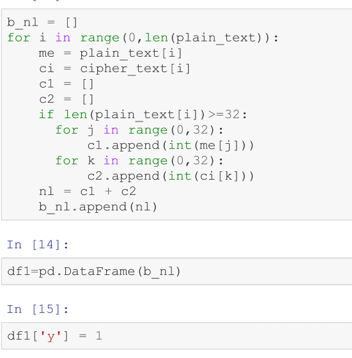 b_nl = []
for i in range(0,len(plain_text)):
    me = plain_text[i]
    ci = cipher_text[i]
    c1 = []
    c2 = []
    if len(plain_text[i])>=32:
      for j in range(0,32):
          c1.append(int(me[j]))
      for k in range(0,32):
          c2.append(int(ci[k]))
    nl = c1 + c2
    b_nl.append(nl)
In [14]:
df1=pd.DataFrame(b_nl)
In [15]:
df1['y'] = 1